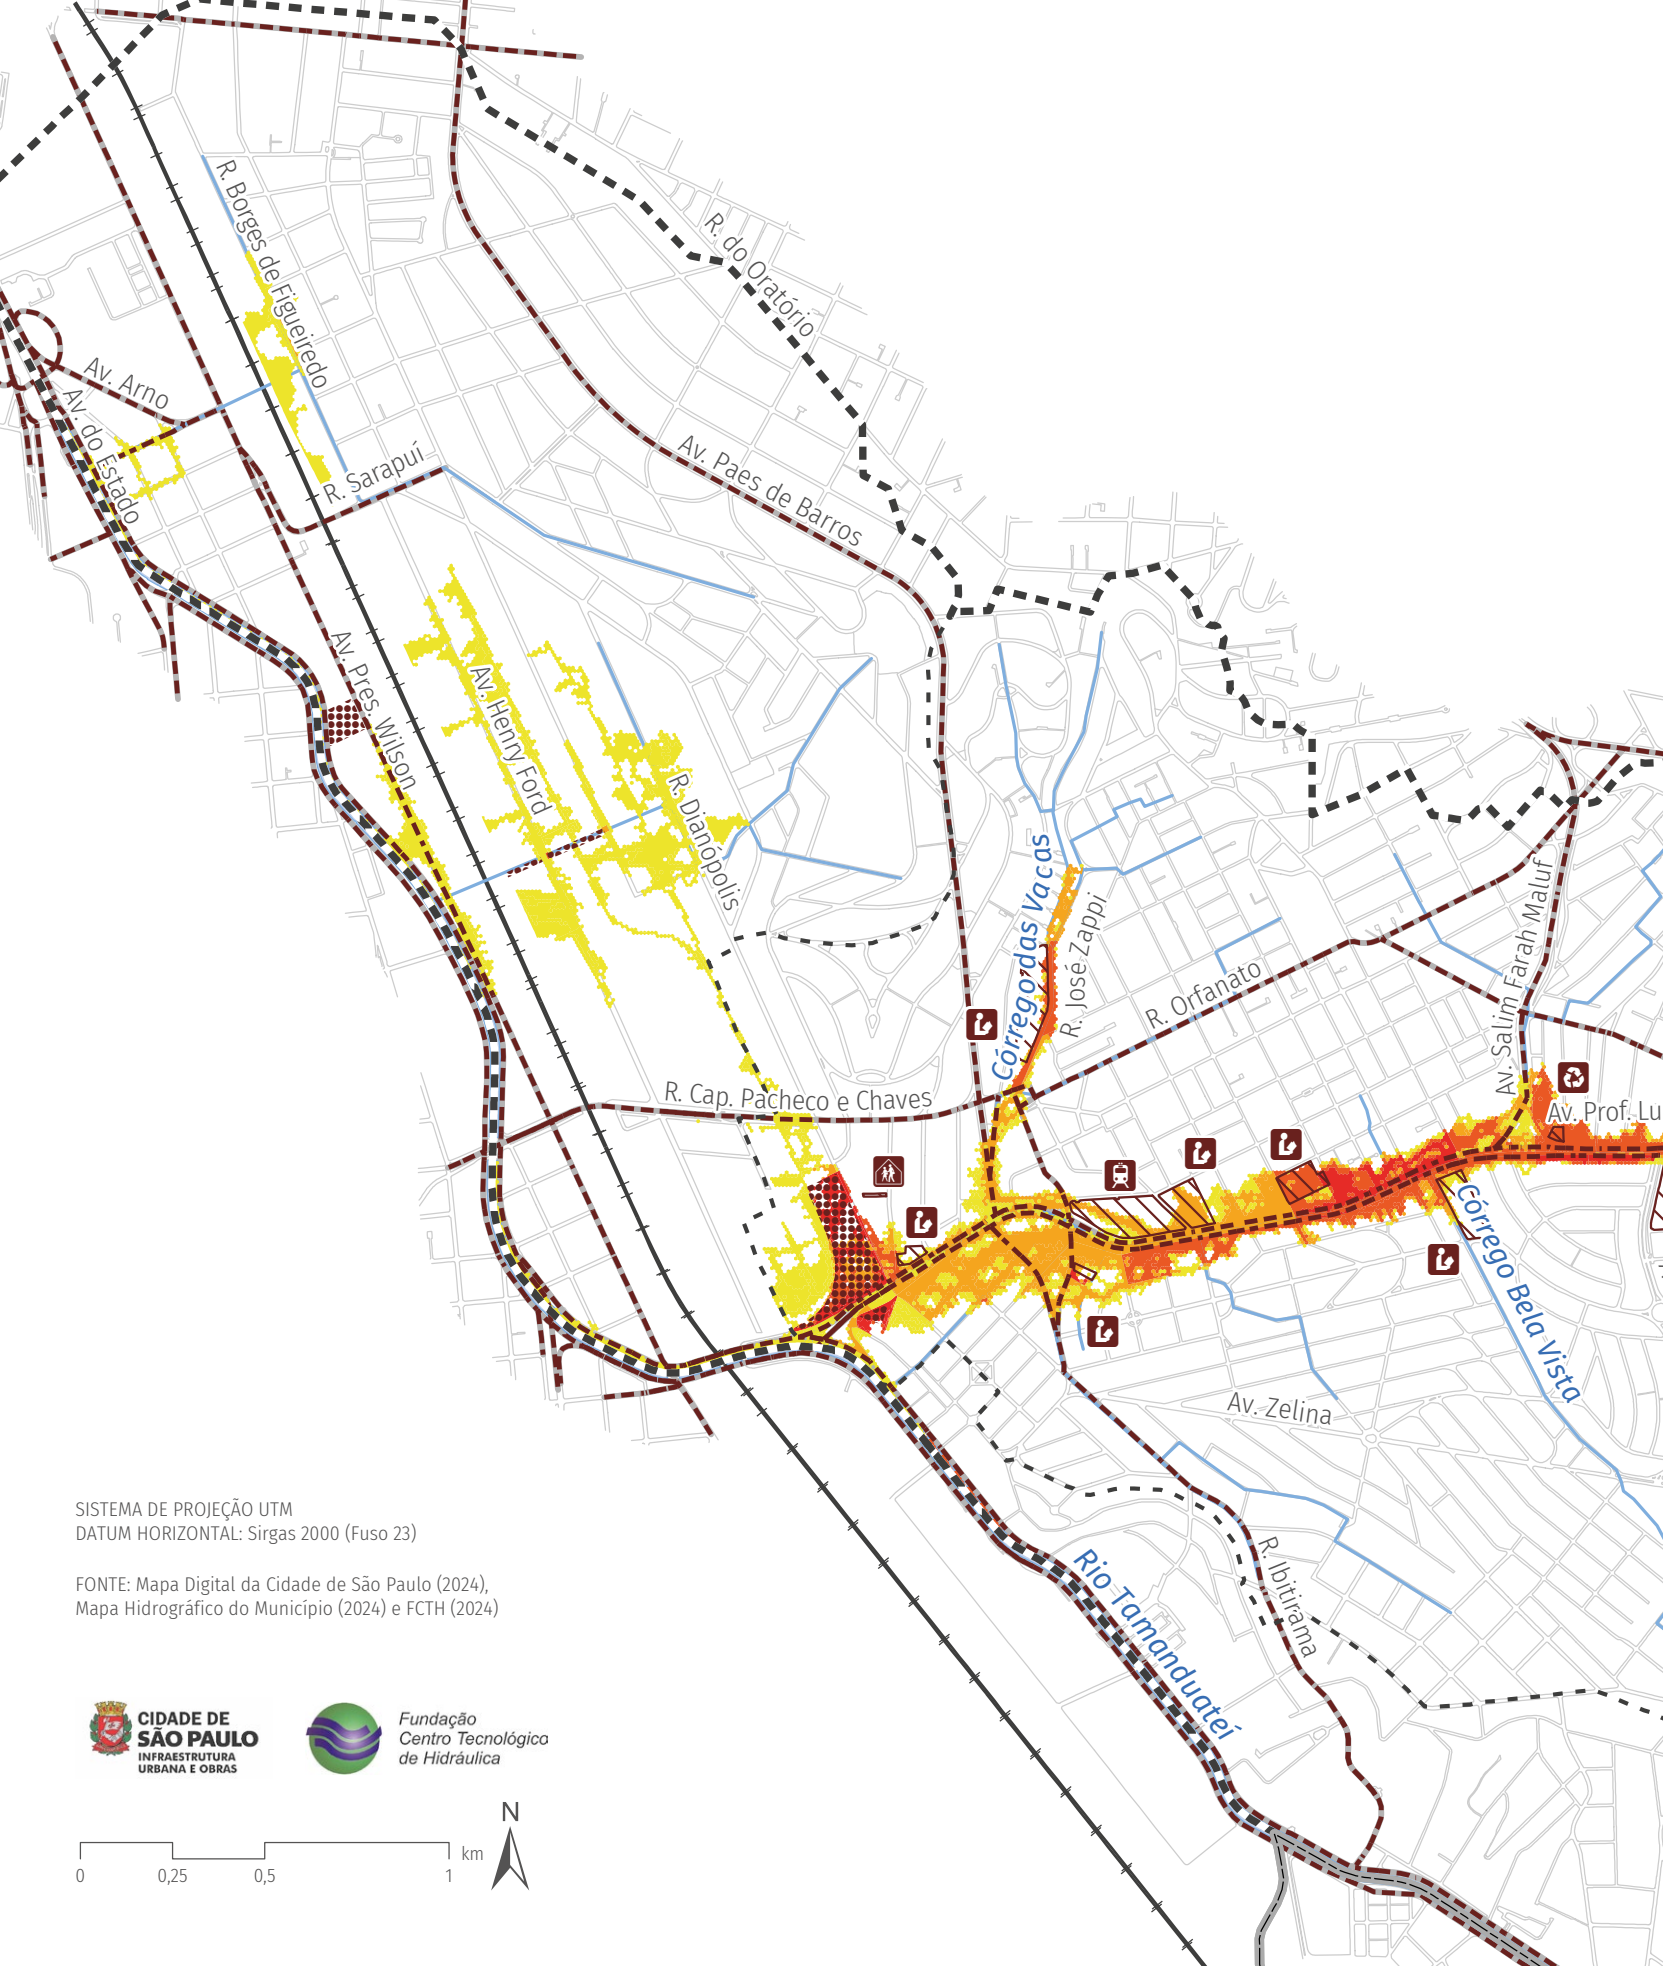 R. Borges de Figueiredo
R. do Oratório
Av. Arno
Av. do Estado
R. Sarapuí
Av. Paes de Barros
Av. Pres. Wilson
Av. Henry Ford
R. Dianópolis
Córrego das Vacas
R. José Zappi
R. Orfanato
Av. Salim Farah Maluf
R. Cap. Pacheco e Chaves
Av. Prof. Lu
Córrego Bela Vista
Av. Zelina
R. Ibitirama
Rio Tamanduateí
SISTEMA DE PROJEÇÃO UTM
DATUM HORIZONTAL: Sirgas 2000 (Fuso 23)
FONTE: Mapa Digital da Cidade de São Paulo (2024),
Mapa Hidrográfico do Município (2024) e FCTH (2024)
CIDADE DE
SÃO PAULO
INFRAESTRUTURA
URBANA E OBRAS
Fundação
Centro Tecnológico
de Hidráulica
N
km
0 0,25 0,5 1